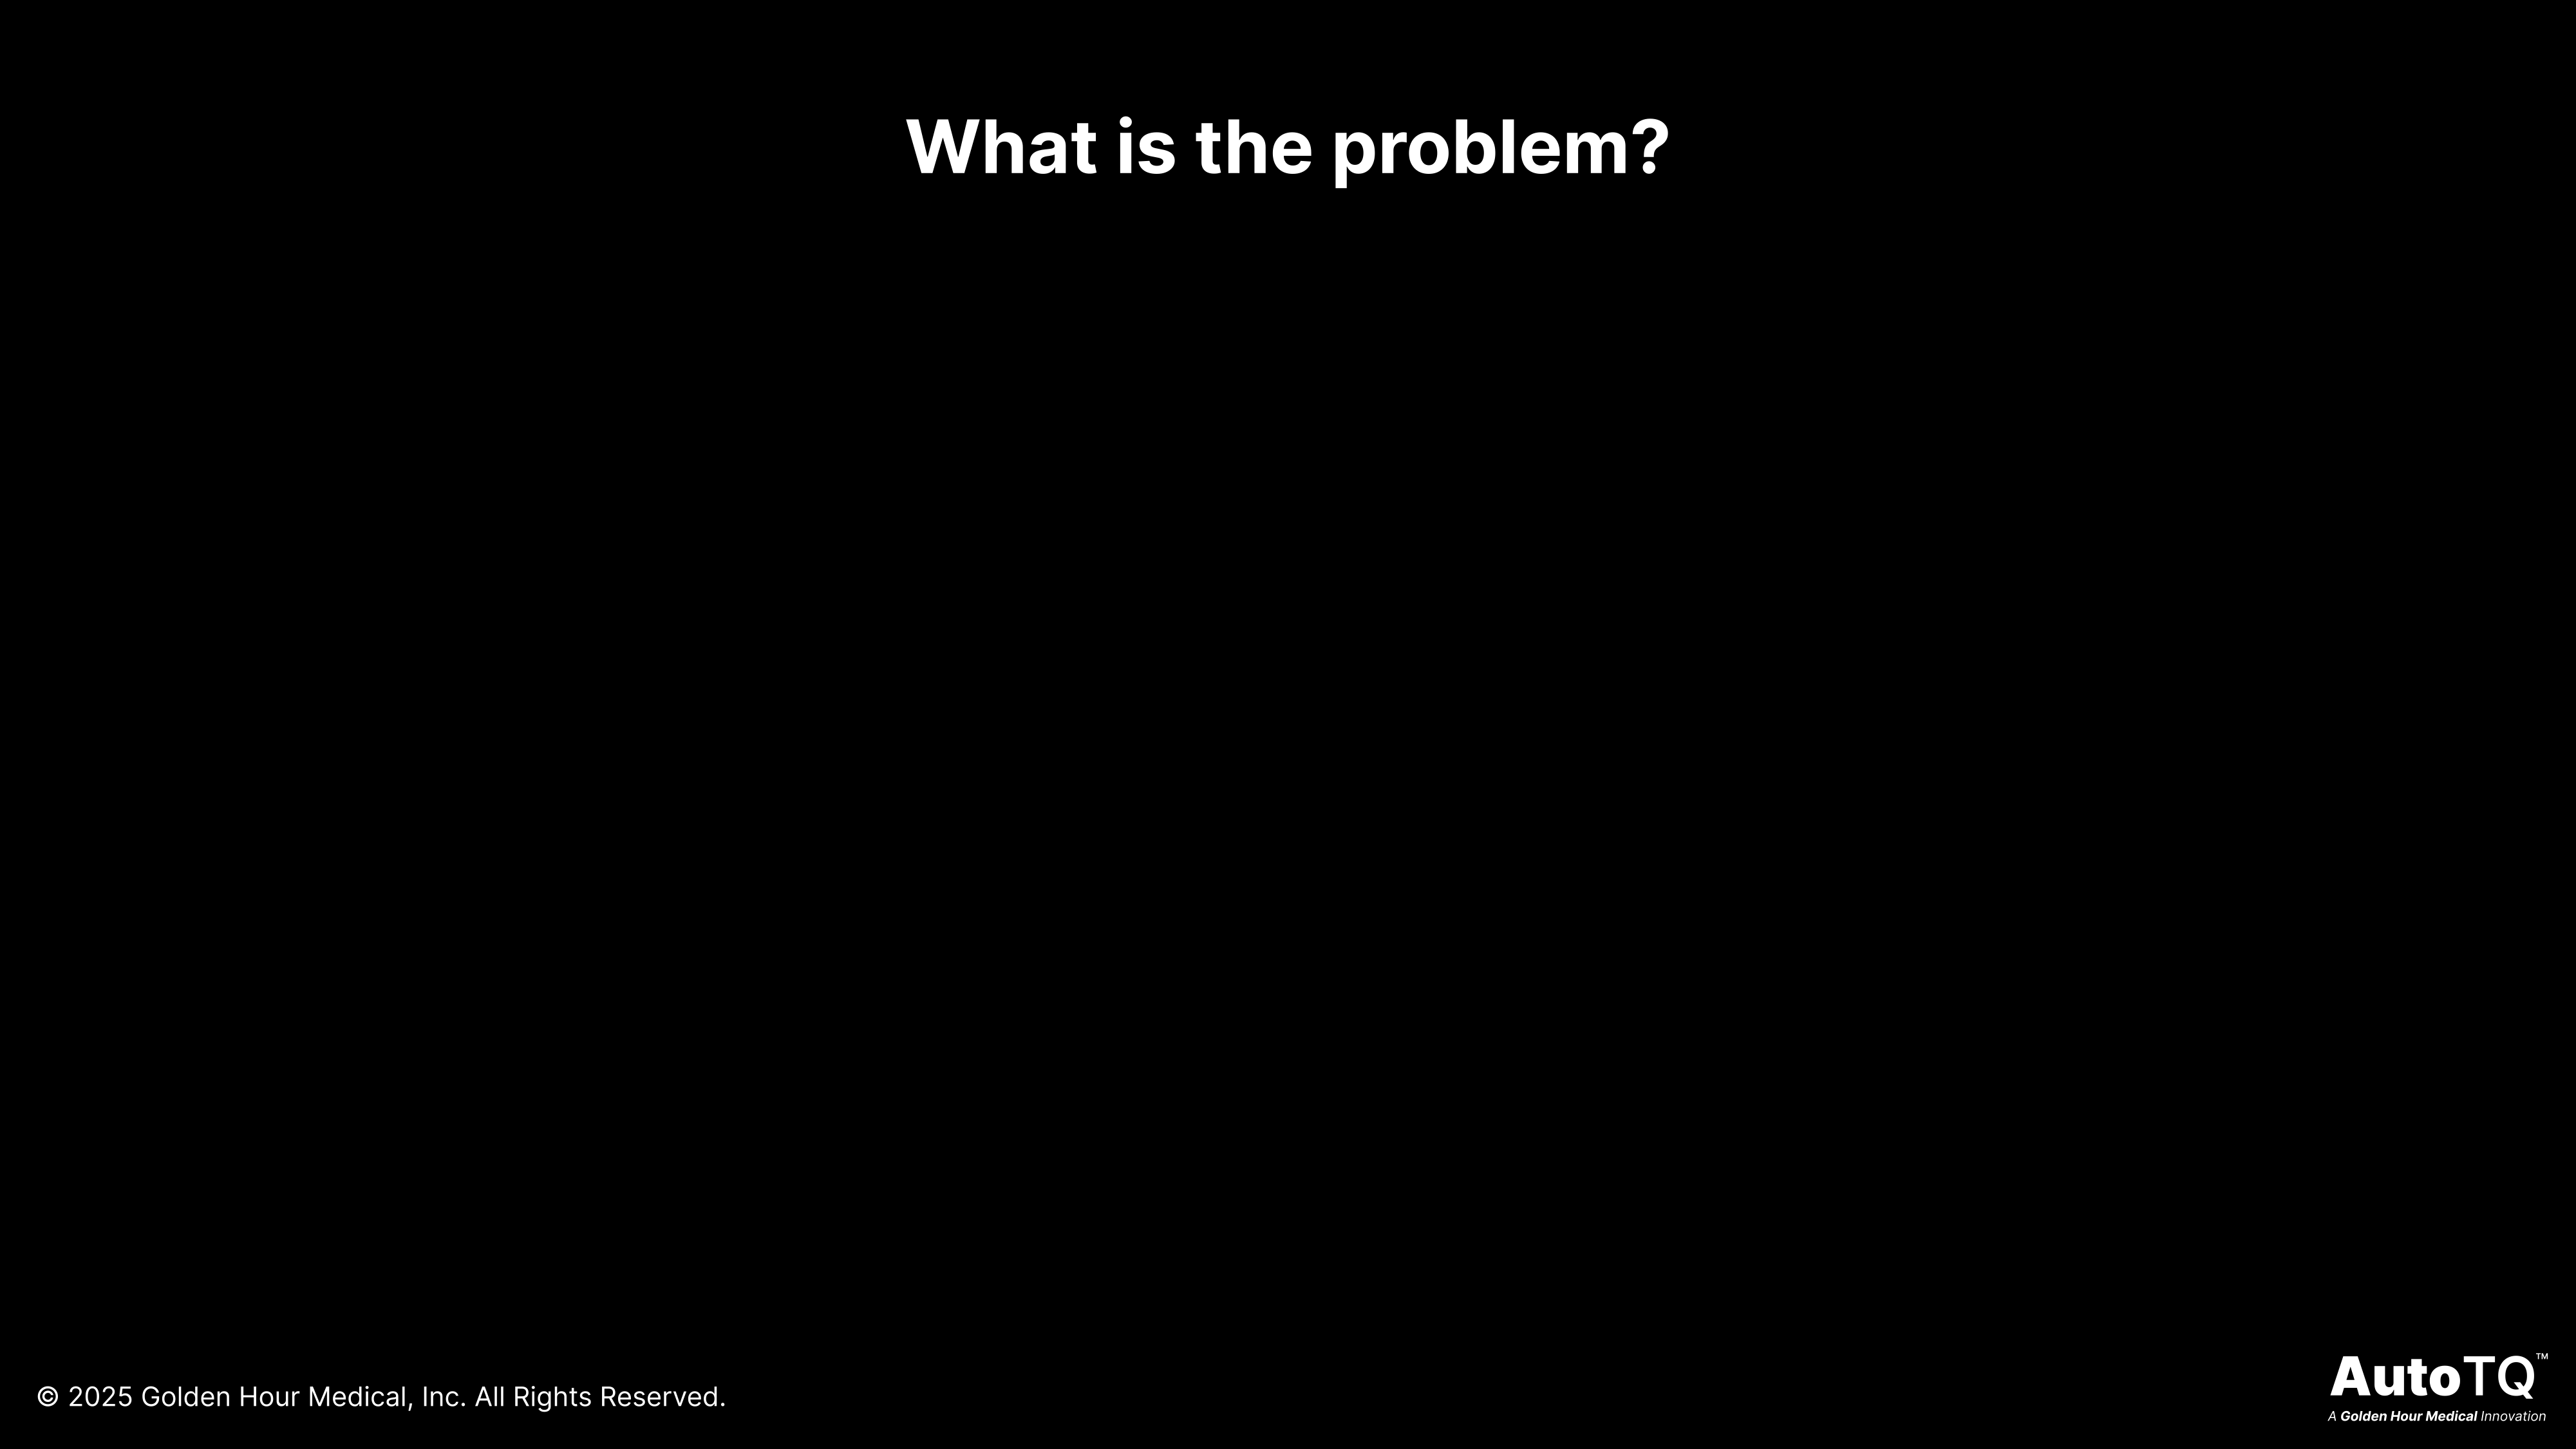 What is the problem?
© 2025 Golden Hour Medical, Inc. All Rights Reserved.
AutoTQ™
A Golden Hour Medical Innovation